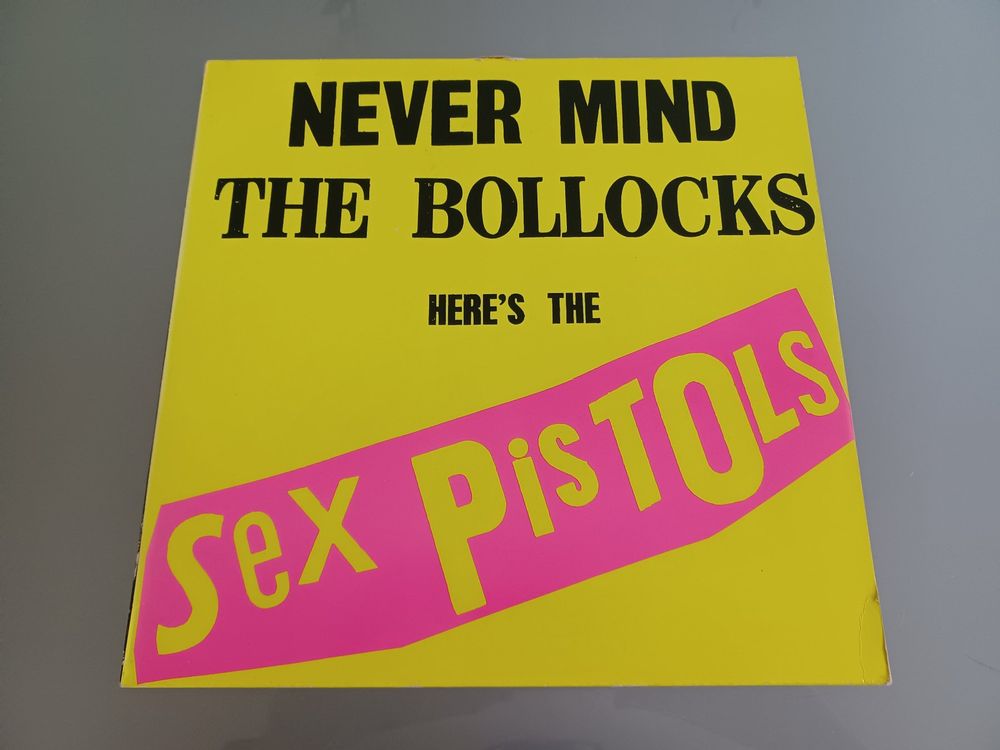 NEVER MIND
THE BOLLOCKS
HERE'S THE
Sex PiSTOLS